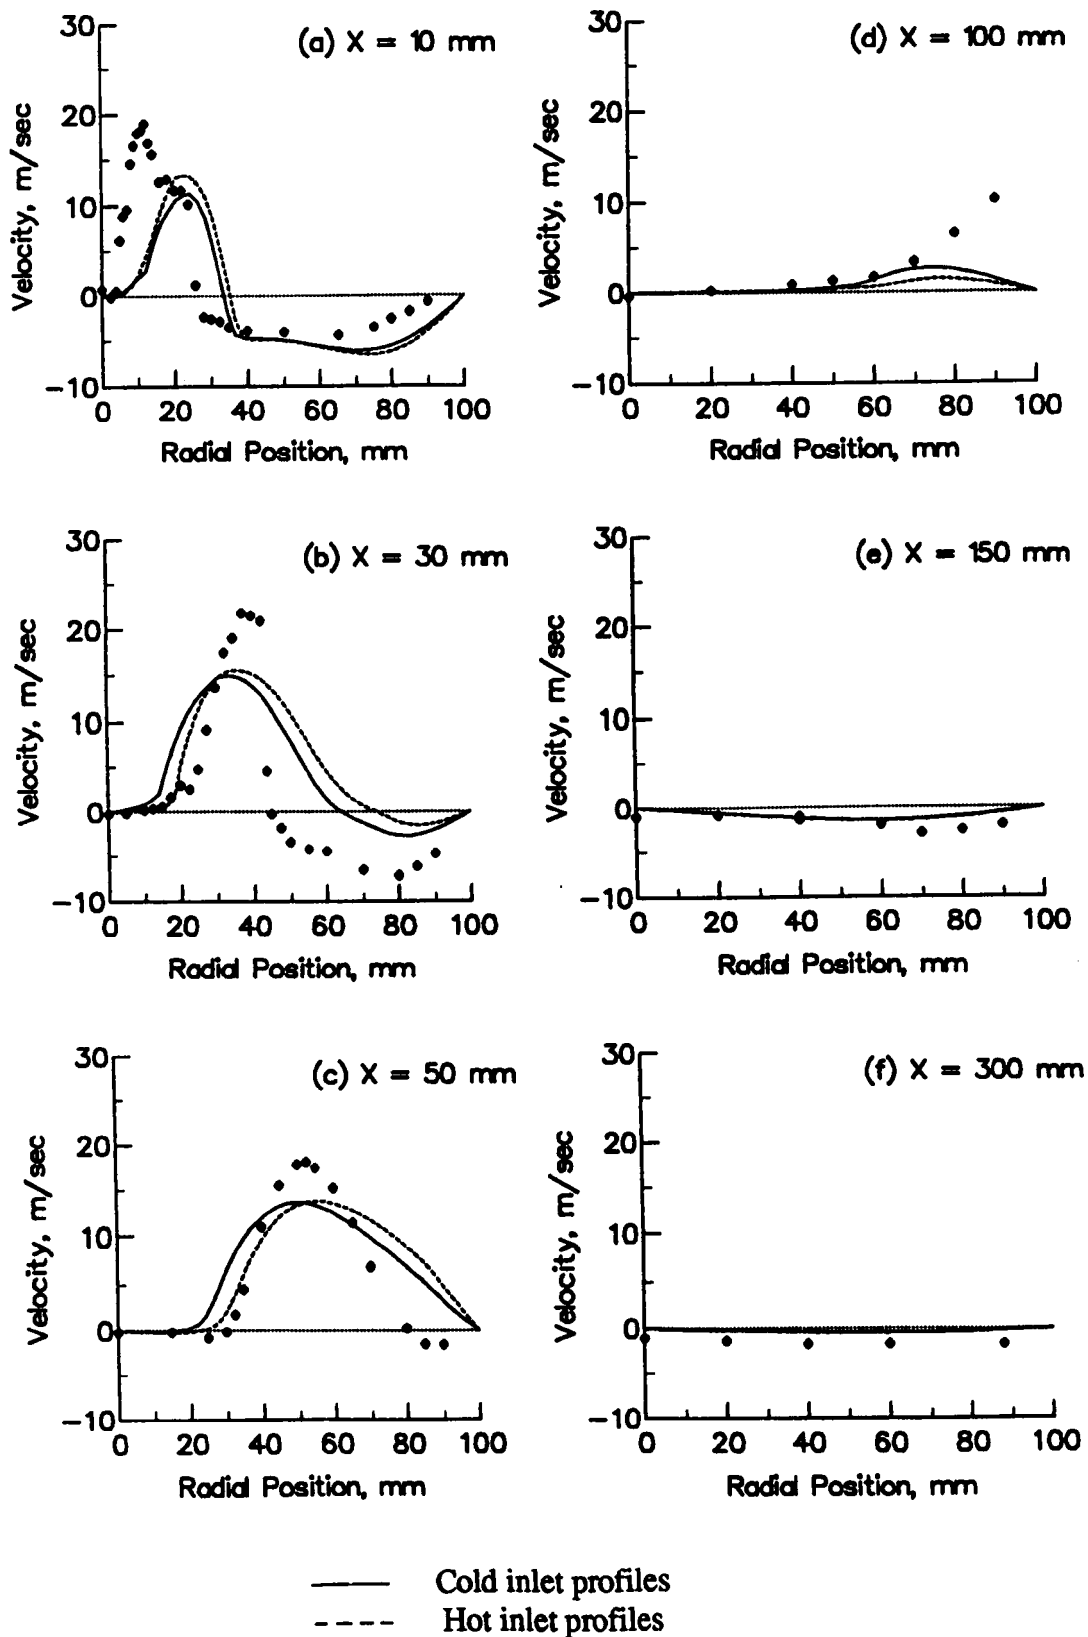 (a) X = 10 mm
30
20
10
0
-10
Velocity, m/sec
0 20 40 60 80 100
Radial Position, mm
(d) X = 100 mm
30
20
10
0
-10
Velocity, m/sec
0 20 40 60 80 100
Radial Position, mm
(b) X = 30 mm
30
20
10
0
-10
Velocity, m/sec
0 20 40 60 80 100
Radial Position, mm
(e) X = 150 mm
30
20
10
0
-10
Velocity, m/sec
0 20 40 60 80 100
Radial Position, mm
(c) X = 50 mm
30
20
10
0
-10
Velocity, m/sec
0 20 40 60 80 100
Radial Position, mm
(f) X = 300 mm
30
20
10
0
-10
Velocity, m/sec
0 20 40 60 80 100
Radial Position, mm
Cold inlet profiles
Hot inlet profiles